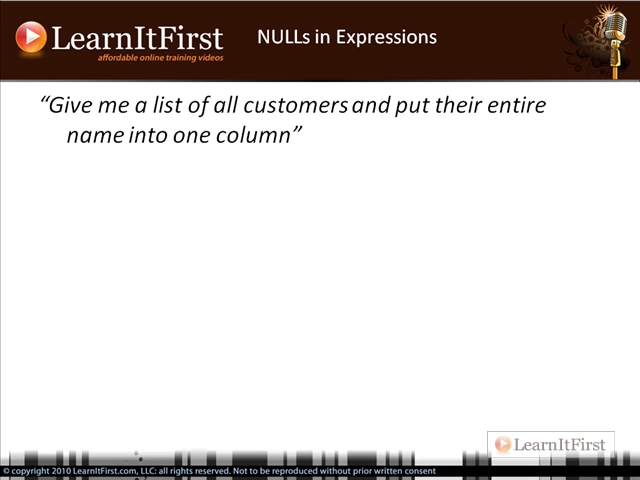 LearnItFirst
affordable online training videos
NULLs in Expressions
“Give me a list of all customers and put their entire
name into one column”
LearnItFirst
© copyright 2010 LearnItFirst.com, LLC: all rights reserved. Not to be reproduced without prior written consent